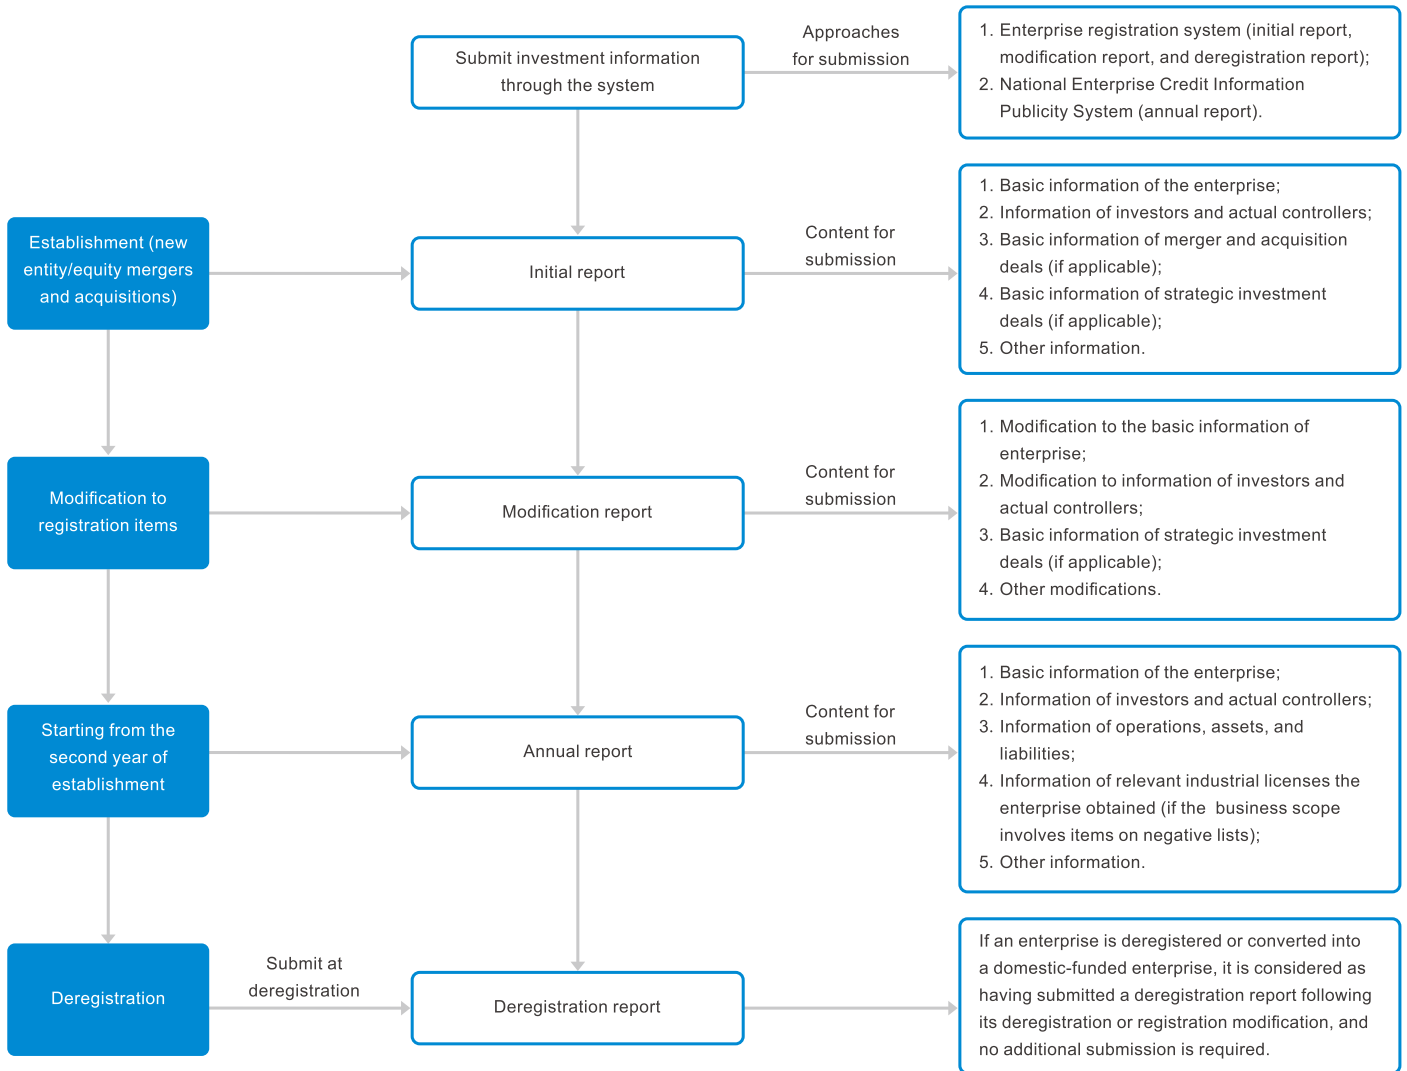 Submit investment information
through the system
Approaches
for submission
1. Enterprise registration system (initial report,
modification report, and deregistration report);
2. National Enterprise Credit Information
Publicity System (annual report).
Establishment (new
entity/equity mergers
and acquisitions)
Initial report
Content for
submission
1. Basic information of the enterprise;
2. Information of investors and actual controllers;
3. Basic information of merger and acquisition
deals (if applicable);
4. Basic information of strategic investment
deals (if applicable);
5. Other information.
Modification to
registration items
Modification report
Content for
submission
1. Modification to the basic information of
enterprise;
2. Modification to information of investors and
actual controllers;
3. Basic information of strategic investment
deals (if applicable);
4. Other modifications.
Starting from the
second year of
establishment
Annual report
Content for
submission
1. Basic information of the enterprise;
2. Information of investors and actual controllers;
3. Information of operations, assets, and
liabilities;
4. Information of relevant industrial licenses the
enterprise obtained (if the business scope
involves items on negative lists);
5. Other information.
Deregistration
Submit at
deregistration
Deregistration report
If an enterprise is deregistered or converted into
a domestic-funded enterprise, it is considered as
having submitted a deregistration report following
its deregistration or registration modification, and
no additional submission is required.